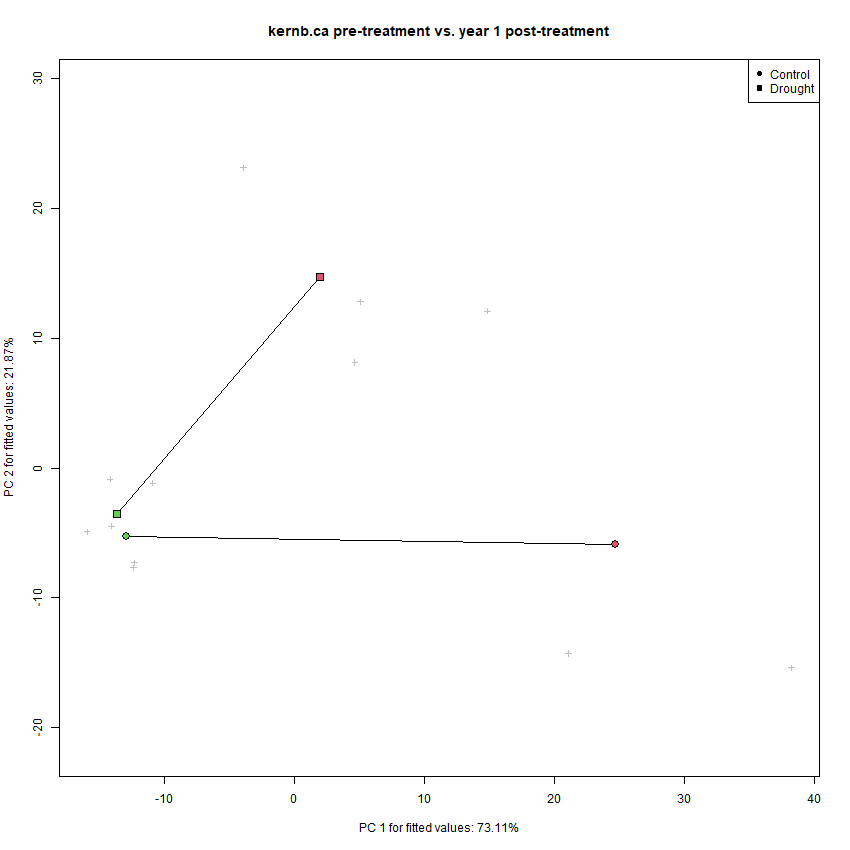 kernb.ca pre-treatment vs. year 1 post-treatment
Control
Drought
30
20
10
0
-10
-20
PC 2 for fitted values: 21.87%
-10
0
10
20
30
40
PC 1 for fitted values: 73.11%